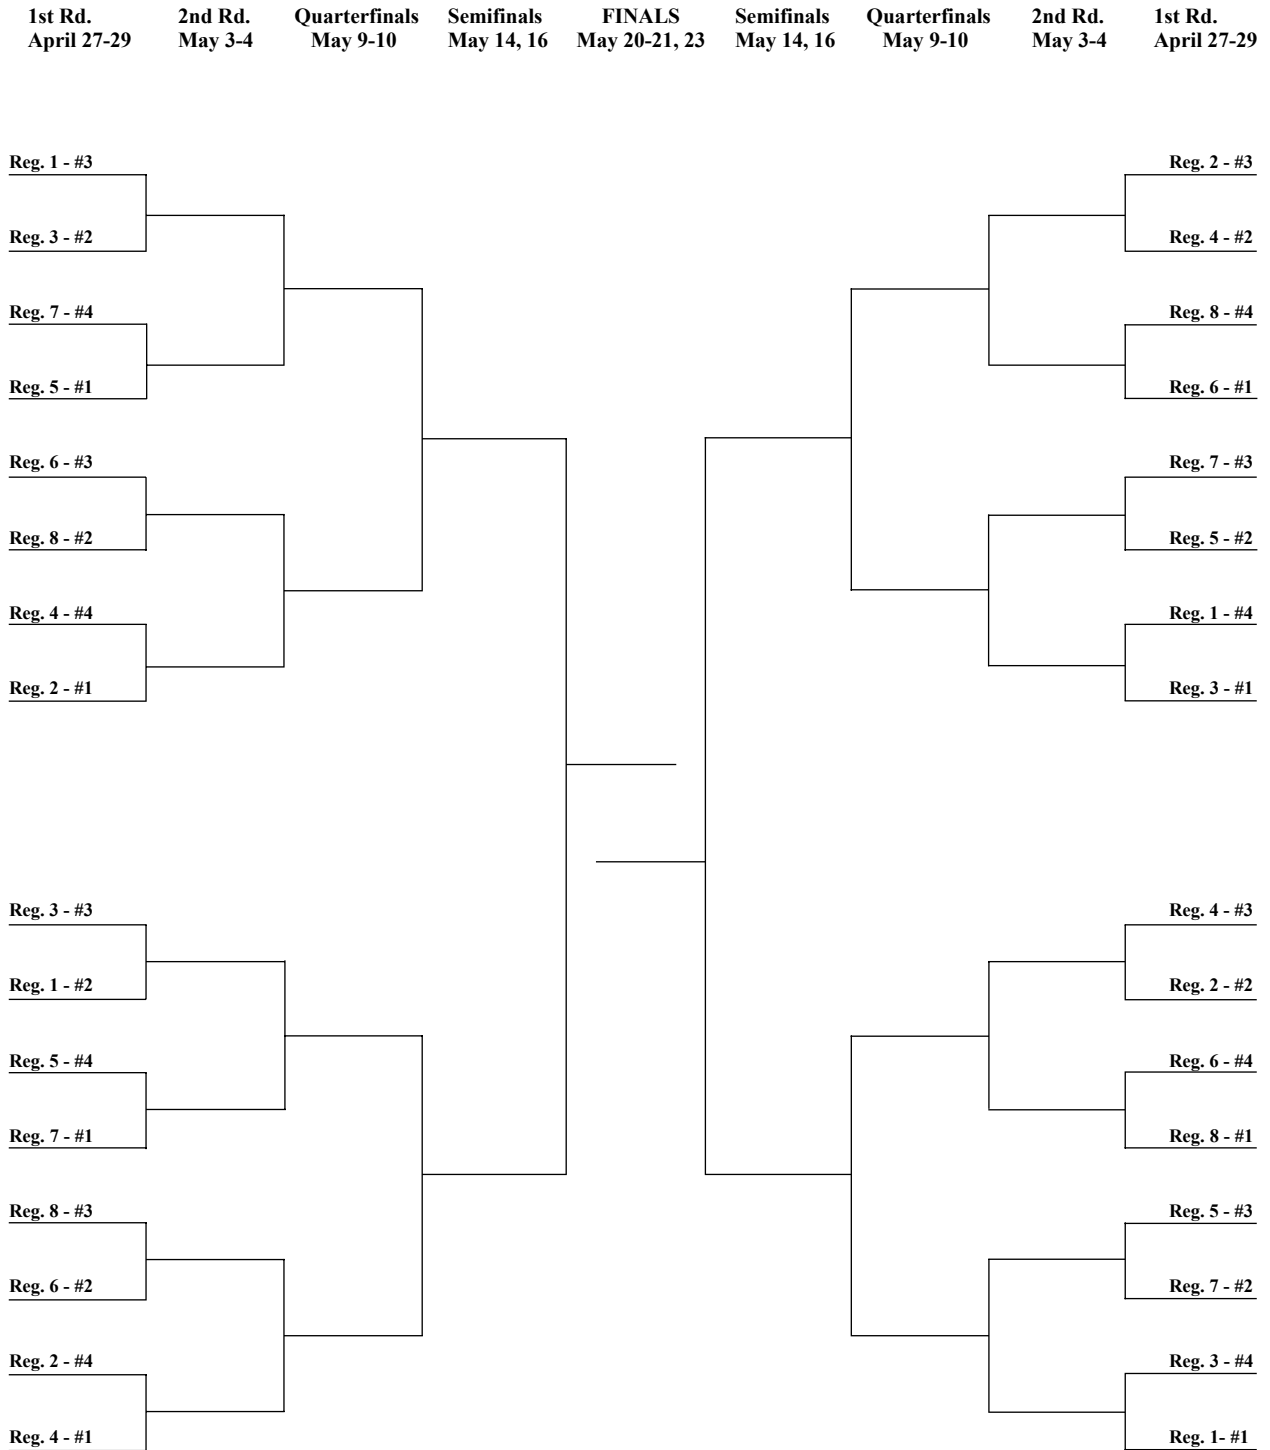 1st Rd. 2nd Rd. Quarterfinals Semifinals FINALS Semifinals Quarterfinals 2nd Rd. 1st Rd.
April 27-29 May 3-4 May 9-10 May 14, 16 May 20-21, 23 May 14, 16 May 9-10 May 3-4 April 27-29
Reg. 1 - #3 Reg. 2 - #3
Reg. 3 - #2 Reg. 4 - #2
Reg. 7 - #4 Reg. 8 - #4
Reg. 5 - #1 Reg. 6 - #1
Reg. 6 - #3 Reg. 7 - #3
Reg. 8 - #2 Reg. 5 - #2
Reg. 4 - #4 Reg. 1 - #4
Reg. 2 - #1 Reg. 3 - #1
Reg. 3 - #3 Reg. 4 - #3
Reg. 1 - #2 Reg. 2 - #2
Reg. 5 - #4 Reg. 6 - #4
Reg. 7 - #1 Reg. 8 - #1
Reg. 8 - #3 Reg. 5 - #3
Reg. 6 - #2 Reg. 7 - #2
Reg. 2 - #4 Reg. 3 - #4
Reg. 4 - #1 Reg. 1- #1